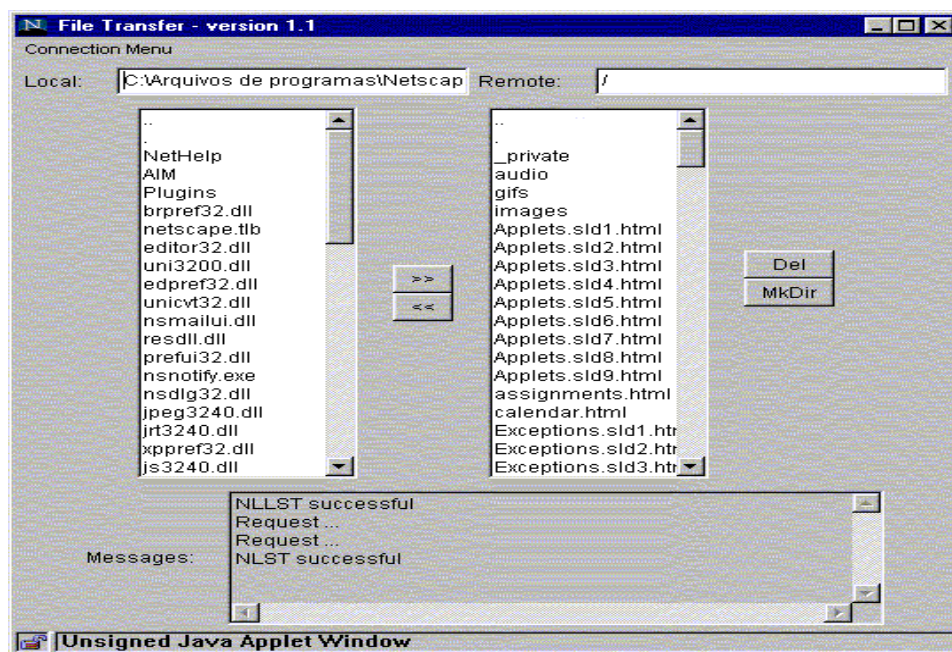 N File Transfer - version 1.1
Connection Menu
Local: C:\Arquivos de programas\Netscap Remote: /
..
.
NetHelp
AIM
Plugins
brpref32.dll
netscape.tlb
editor32.dll
uni3200.dll
edpref32.dll
unicvt32.dll
nsmailui.dll
resdll.dll
prefui32.dll
nsnotify.exe
nsdlg32.dll
jpeg3240.dll
jrt3240.dll
xppref32.dll
js3240.dll
>>
<<
..
.
_private
audio
gifs
images
Applets.sld1.html
Applets.sld2.html
Applets.sld3.html
Applets.sld4.html
Applets.sld5.html
Applets.sld6.html
Applets.sld7.html
Applets.sld8.html
Applets.sld9.html
assignments.html
calendar.html
Exceptions.sld1.htr
Exceptions.sld2.htr
Exceptions.sld3.htr
Del
MkDir
Messages:
NLLST successful
Request ...
Request ...
NLST successful
Unsigned Java Applet Window